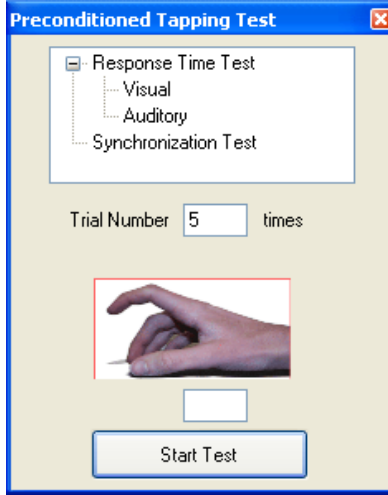 Preconditioned Tapping Test
Response Time Test
Visual
Auditory
Synchronization Test
Trial Number 5 times
Start Test